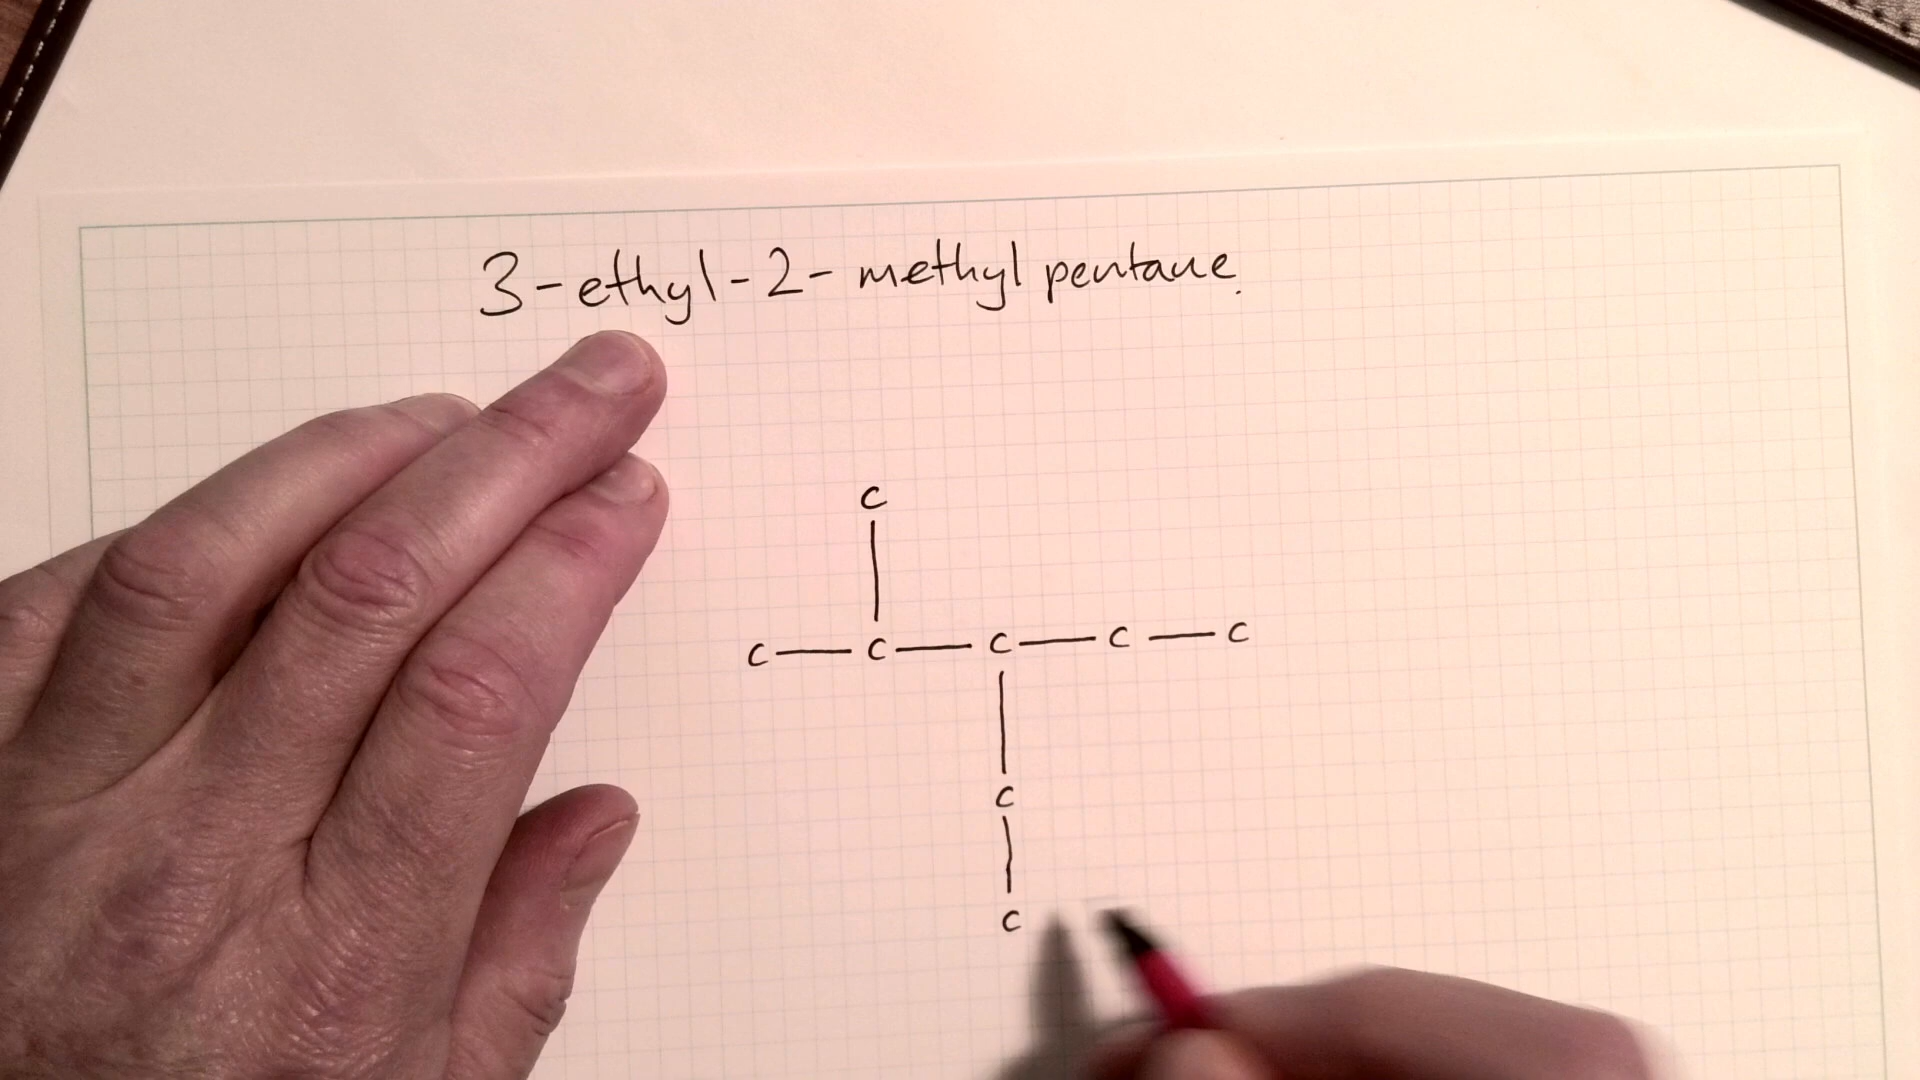 3-ethyl-2-methyl pentane.
C
C — C — C — C — C
C
C